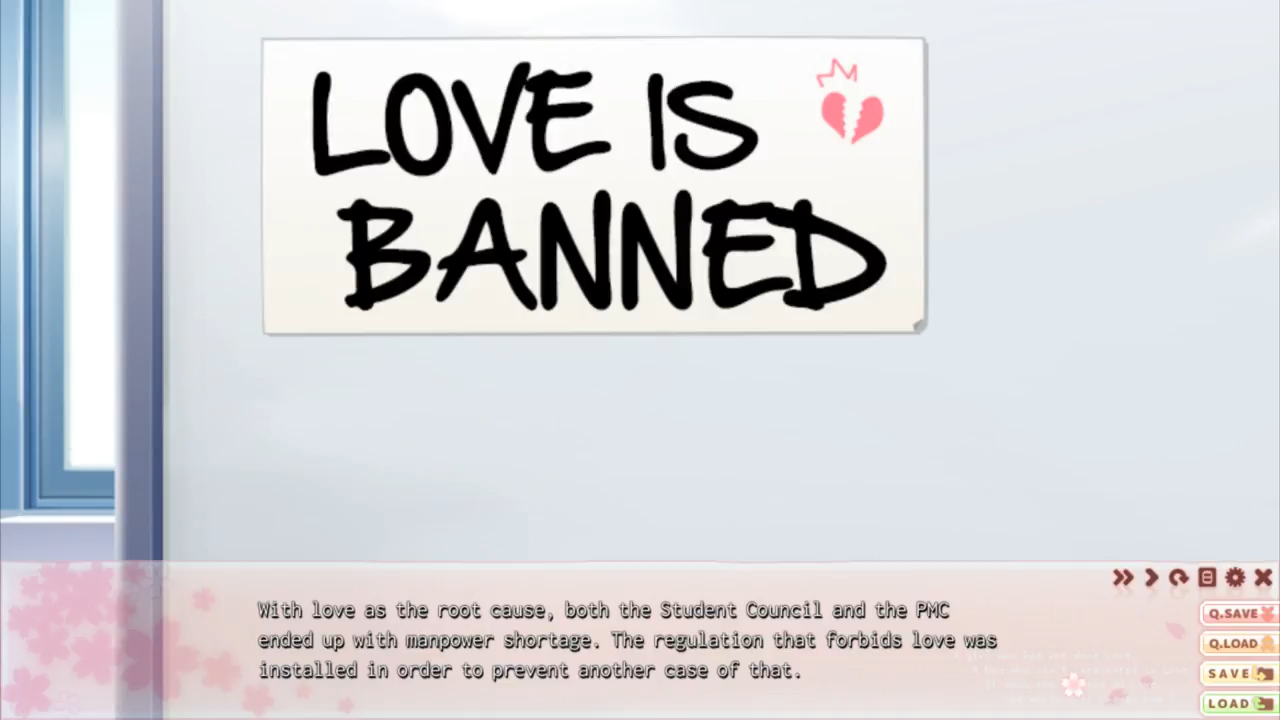 LOVE IS
BANNED
With love as the root cause, both the Student Council and the PMC
ended up with manpower shortage. The regulation that forbids love was
installed in order to prevent another case of that.
Q.SAVE
Q.LOAD
SAVE
LOAD